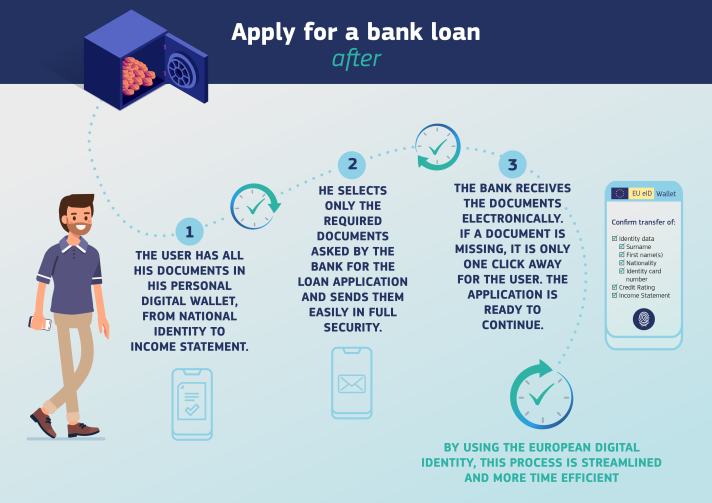 Apply for a bank loan
after
1
THE USER HAS ALL
HIS DOCUMENTS IN
HIS PERSONAL
DIGITAL WALLET,
FROM NATIONAL
IDENTITY TO
INCOME STATEMENT.
2
HE SELECTS
ONLY THE
REQUIRED
DOCUMENTS
ASKED BY THE
BANK FOR THE
LOAN APPLICATION
AND SENDS THEM
EASILY IN FULL
SECURITY.
3
THE BANK RECEIVES
THE DOCUMENTS
ELECTRONICALLY.
IF A DOCUMENT IS
MISSING, IT IS ONLY
ONE CLICK AWAY
FOR THE USER. THE
APPLICATION IS
READY TO
CONTINUE.
EU eID Wallet
Confirm transfer of:
Identity data
Surname
First name(s)
Nationality
Identity card
number
Credit Rating
Income Statement
BY USING THE EUROPEAN DIGITAL
IDENTITY, THIS PROCESS IS STREAMLINED
AND MORE TIME EFFICIENT